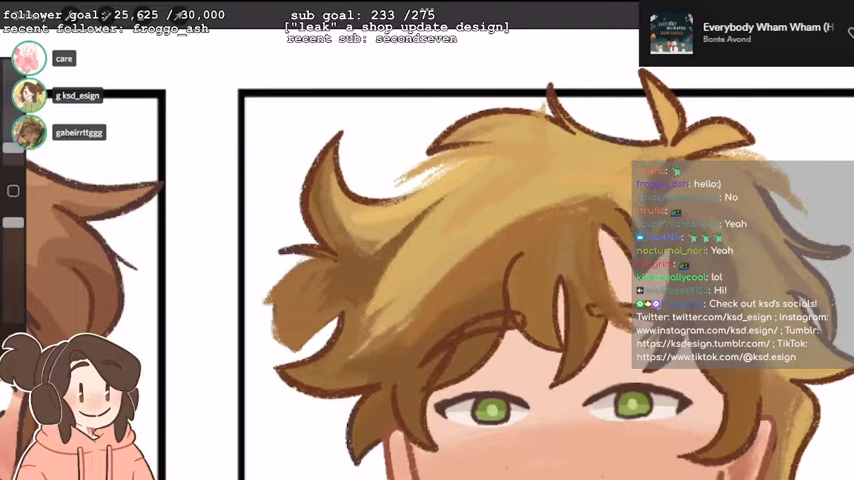 follower goal: 25,625 / 30,000
recent follower: froggo_ash
sub goal: 233 /275
["leak" a shop update design]
recent sub: secondreven
Everybody Wham Wham (H
Bonte Avond
care
g ksd_esign
gabeirrttggg
froggo_ash: hello:)
No
Yeah
nocturnal_nori: Yeah
lol
Hi!
Check out ksd's socials!
Twitter: twitter.com/ksd_esign ; Instagram:
www.instagram.com/ksd.esign/ ; Tumblr:
https://ksdesign.tumblr.com/ ; TikTok:
https://www.tiktok.com/@ksd.esign